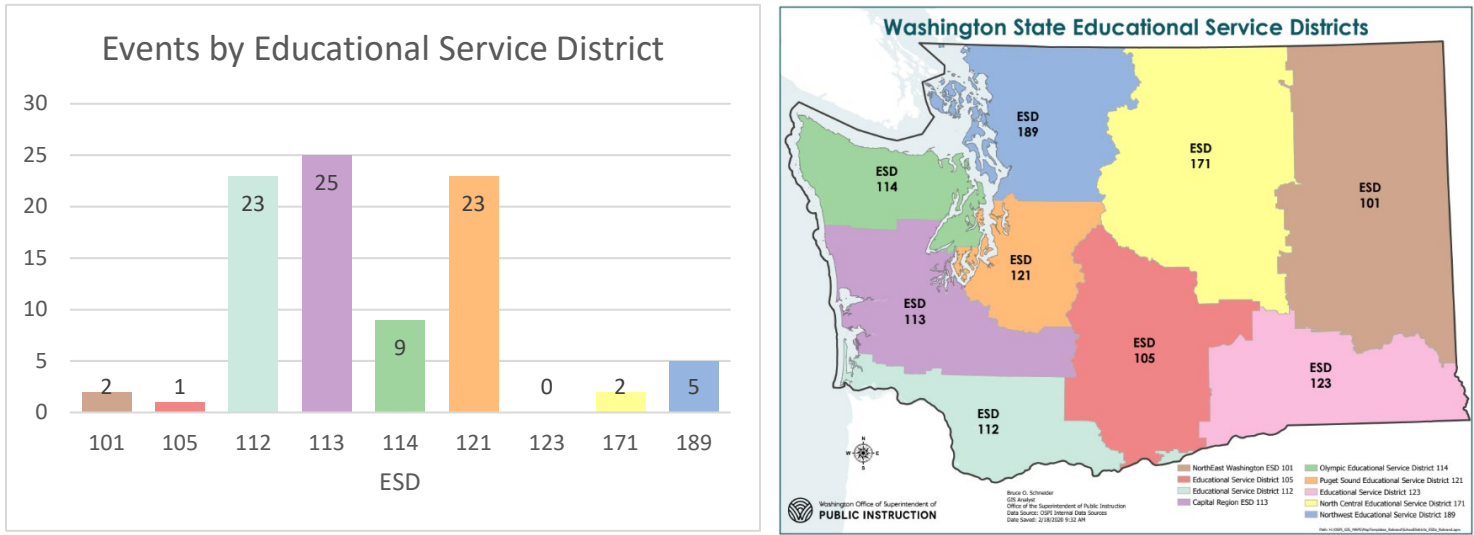 Events by Educational Service District
30
25
20
15
10
5
0
2
1
23
25
9
23
0
2
5
101
105
112
113
114
121
123
171
189
ESD
Washington State Educational Service Districts
ESD
189
ESD
171
ESD
114
ESD
101
ESD
121
ESD
113
ESD
105
ESD
123
ESD
112
N
W
E
S
NorthEast Washington ESD 101
Educational Service District 105
Educational Service District 112
Capital Region ESD 113
Olympic Educational Service District 114
Puget Sound Educational Service District 121
Educational Service District 123
North Central Educational Service District 171
Northwest Educational Service District 189
Washington Office of Superintendent of
PUBLIC INSTRUCTION
Bruce O. Schneider
GIS Analyst
Office of the Superintendent of Public Instruction
Data Source: OSPI Internal Data Sources
Date Saved: 2/18/2020 9:32 AM